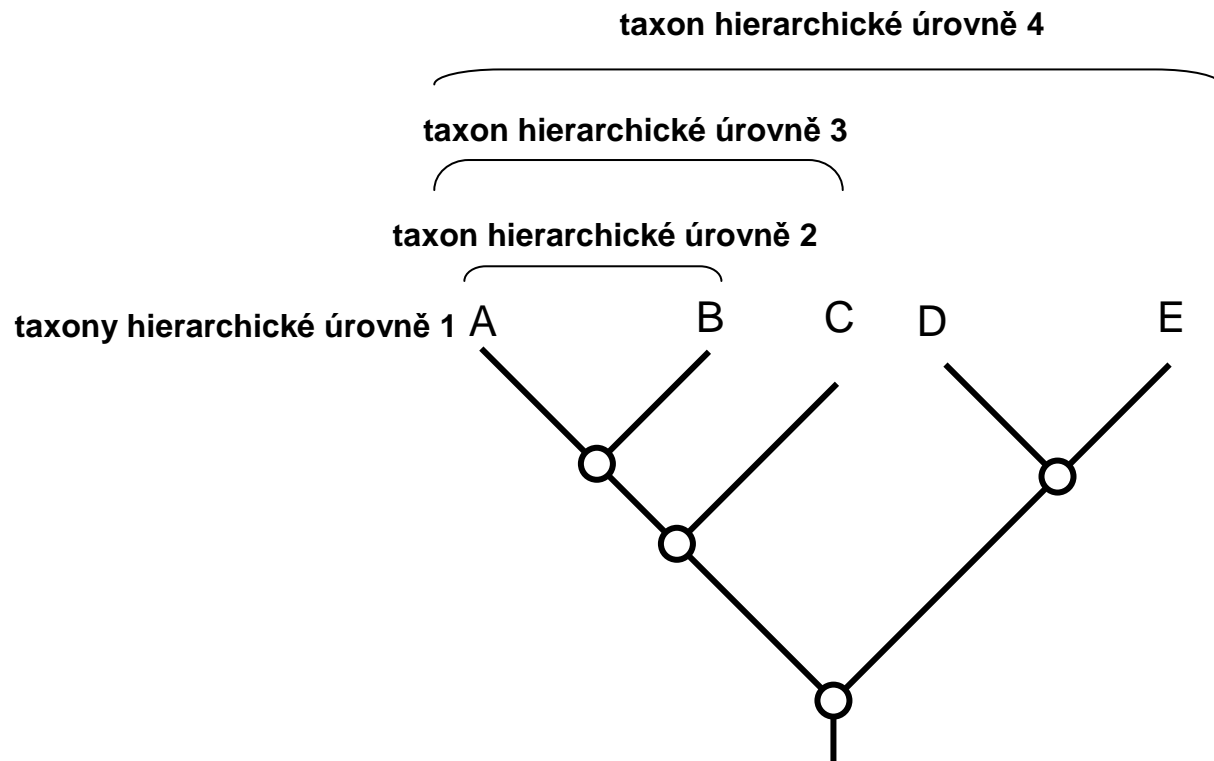 taxon hierarchické úrovně 4
taxon hierarchické úrovně 3
taxon hierarchické úrovně 2
taxony hierarchické úrovně 1 A B C D E